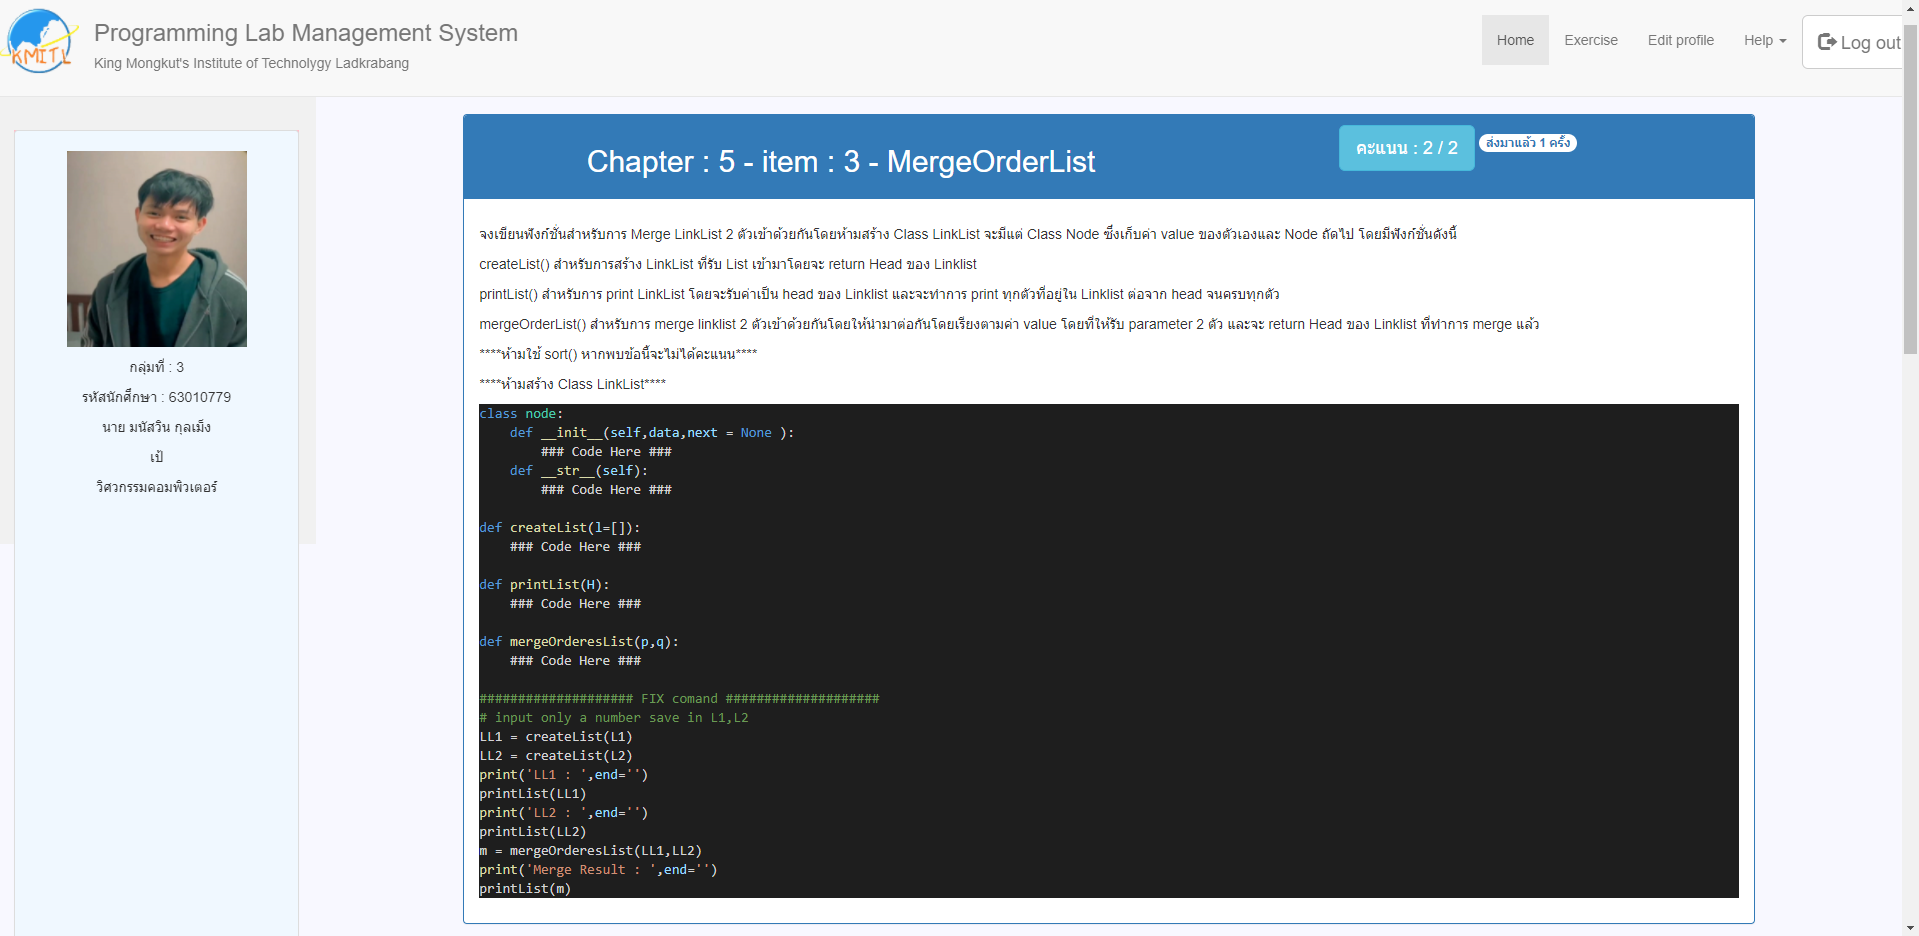 KMITL
Programming Lab Management System
King Mongkut's Institute of Technolygy Ladkrabang
Home
Exercise
Edit profile
Help
Log out
กลุ่มที่ : 3
รหัสนักศึกษา : 63010779
นาย มนัสวิน กุลเม็ง
เป้
วิศวกรรมคอมพิวเตอร์
Chapter : 5 - item : 3 - MergeOrderList
คะแนน : 2 / 2
ส่งมาแล้ว 1 ครั้ง
จงเขียนฟังก์ชั่นสำหรับการ Merge LinkList 2 ตัวเข้าด้วยกันโดยห้ามสร้าง Class LinkList จะมีแต่ Class Node ซึ่งเก็บค่า value ของตัวเองและ Node ถัดไป โดยมีฟังก์ชั่นดังนี้
createList() สำหรับการสร้าง LinkList ที่รับ List เข้ามาโดยจะ return Head ของ Linklist
printList() สำหรับการ print LinkList โดยจะรับค่าเป็น head ของ Linklist และจะทำการ print ทุกตัวที่อยู่ใน Linklist ต่อจาก head จนครบทุกตัว
mergeOrderList() สำหรับการ merge linklist 2 ตัวเข้าด้วยกันโดยให้นำมาต่อกันโดยเรียงตามค่า value โดยที่ให้รับ parameter 2 ตัว และจะ return Head ของ Linklist ที่ทำการ merge แล้ว
****ห้ามใช้ sort() หากพบข้อนี้จะไม่ได้คะแนน****
****ห้ามสร้าง Class LinkList****
class node:
    def __init__(self,data,next = None ):
        ### Code Here ###
    def __str__(self):
        ### Code Here ###
def createList(l=[]):
    ### Code Here ###
def printList(H):
    ### Code Here ###
def mergeOrderesList(p,q):
    ### Code Here ###
#################### FIX comand ####################
# input only a number save in L1,L2
LL1 = createList(L1)
LL2 = createList(L2)
print('LL1 : ',end='')
printList(LL1)
print('LL2 : ',end='')
printList(LL2)
m = mergeOrderesList(LL1,LL2)
print('Merge Result : ',end='')
printList(m)